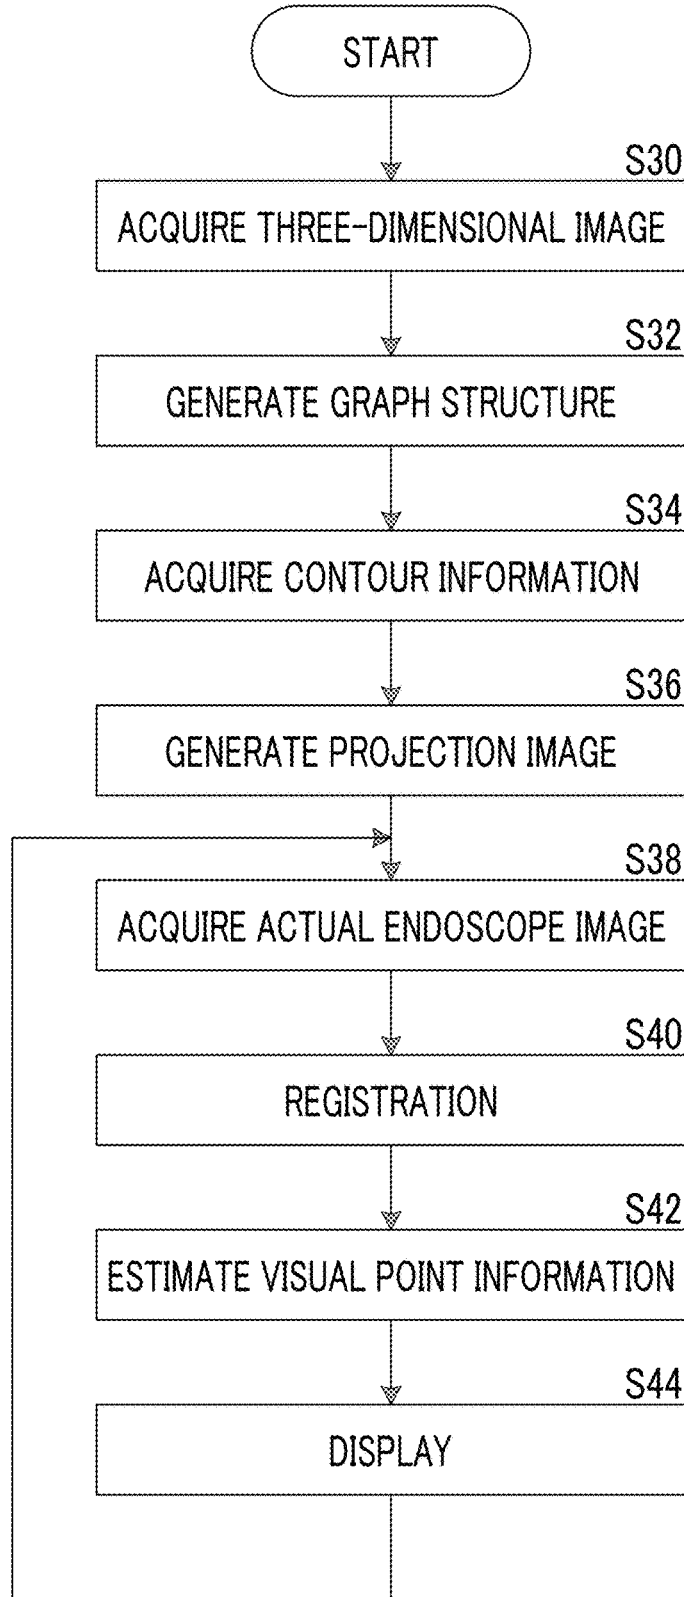 START
S30
ACQUIRE THREE-DIMENSIONAL IMAGE
S32
GENERATE GRAPH STRUCTURE
S34
ACQUIRE CONTOUR INFORMATION
S36
GENERATE PROJECTION IMAGE
S38
ACQUIRE ACTUAL ENDOSCOPE IMAGE
S40
REGISTRATION
S42
ESTIMATE VISUAL POINT INFORMATION
S44
DISPLAY